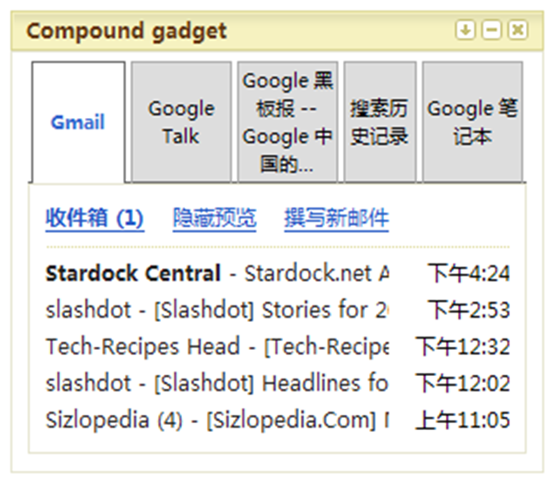 Compound gadget
Gmail
Google
Talk
Google 黑
板报 --
Google 中
国的...
搜索历
史记录
Google 笔
记本
收件箱 (1) 隐藏预览 撰写新邮件
Stardock Central - Stardock.net A 下午4:24
slashdot - [Slashdot] Stories for 20 下午2:53
Tech-Recipes Head - [Tech-Recipe 下午12:32
slashdot - [Slashdot] Headlines fo 下午12:02
Sizlopedia (4) - [Sizlopedia.Com] 上午11:05